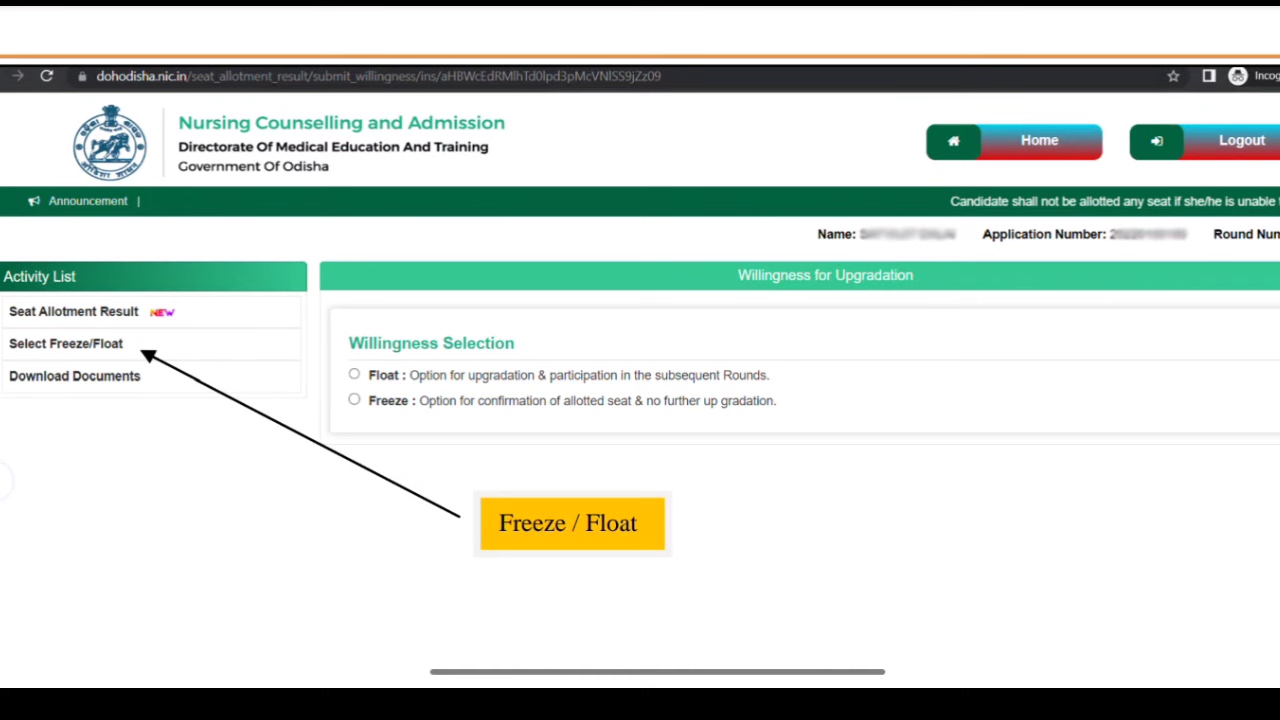 dohodisha.nic.in/seat_allotment_result/submit_willingness/ins/
Incog
Nursing Counselling and Admission
Directorate Of Medical Education And Training
Government Of Odisha
Home
Logout
Announcement |
Candidate shall not be allotted any seat if she/he is unable
Name:
Application Number:
Round Num
Activity List
Willingness for Upgradation
Seat Allotment Result NEW
Select Freeze/Float
Download Documents
Willingness Selection
Float : Option for upgradation & participation in the subsequent Rounds.
Freeze : Option for confirmation of allotted seat & no further up gradation.
Freeze / Float